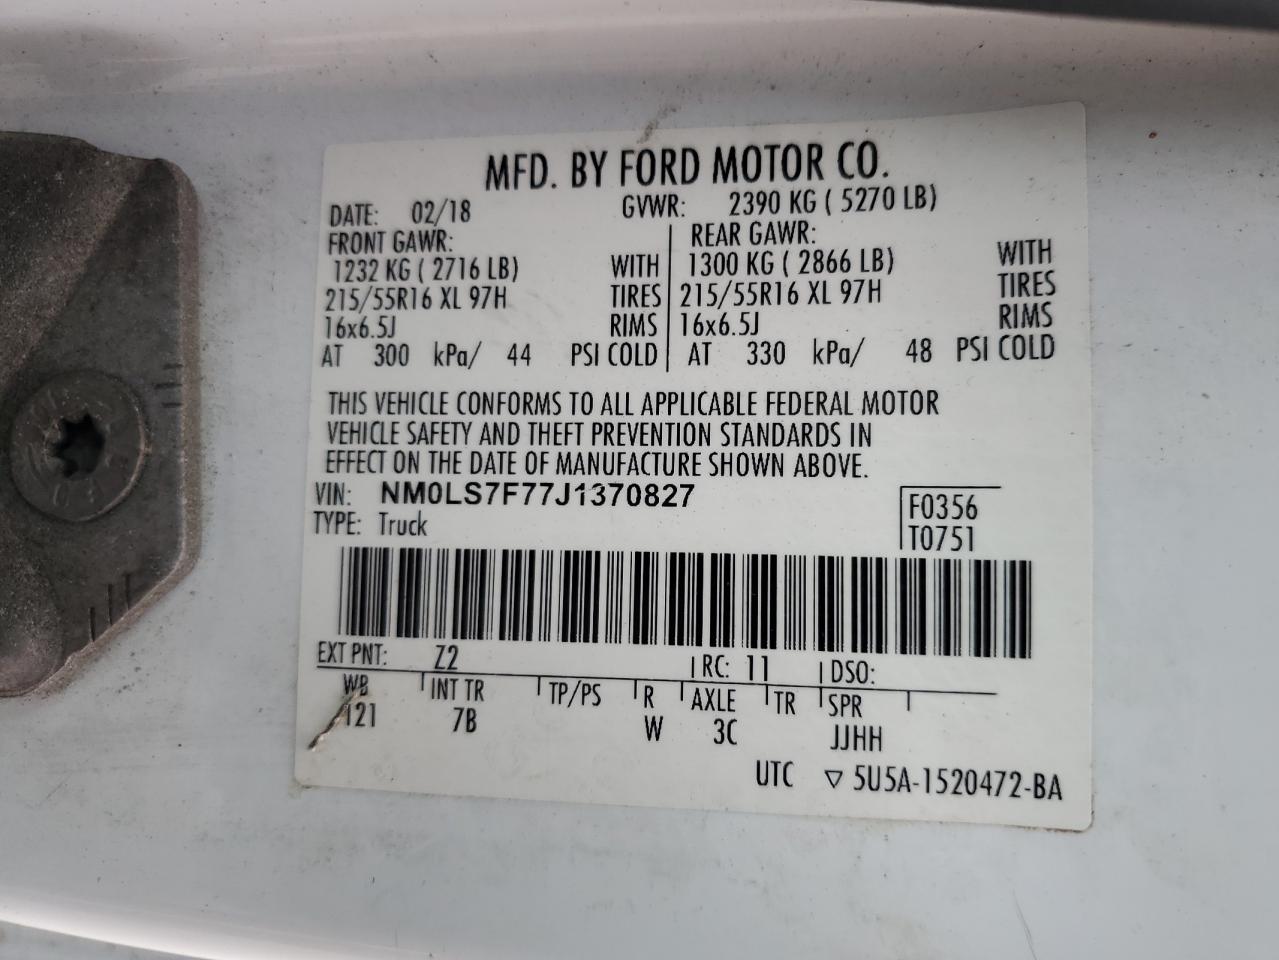 MFD. BY FORD MOTOR CO.
DATE: 02/18 GVWR: 2390 KG ( 5270 LB)
FRONT GAWR: REAR GAWR:
1232 KG ( 2716 LB) WITH 1300 KG ( 2866 LB) WITH
215/55R16 XL 97H TIRES 215/55R16 XL 97H TIRES
16x6.5J RIMS 16x6.5J RIMS
AT 300 kPa/ 44 PSI COLD AT 330 kPa/ 48 PSI COLD
THIS VEHICLE CONFORMS TO ALL APPLICABLE FEDERAL MOTOR
VEHICLE SAFETY AND THEFT PREVENTION STANDARDS IN
EFFECT ON THE DATE OF MANUFACTURE SHOWN ABOVE.
VIN: NM0LS7F77J1370827 F0356
TYPE: Truck T0751
EXT PNT: Z2 RC: 11 DSO:
WB INT TR TP/PS R AXLE TR SPR
121 7B W 3C JJHH
UTC ▽ 5U5A-1520472-BA